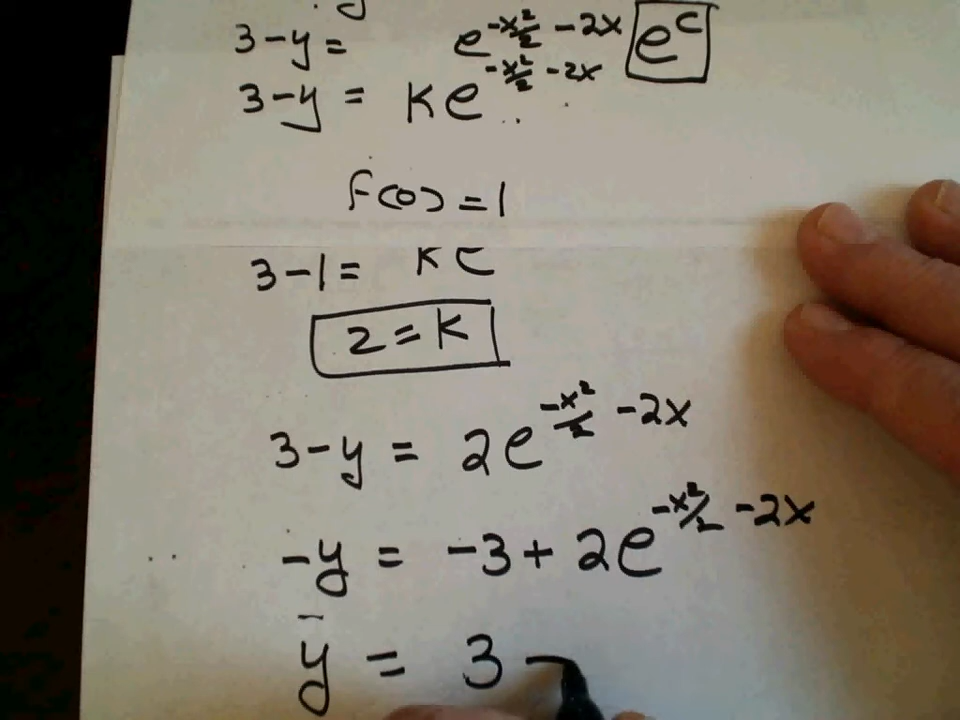 3-y= e^(-x²/2 -2x) e^c
3-y = Ke^(-x²/2 -2x)
f(0)=1
3-1= Ke
2=K
3-y = 2e^(-x²/2 -2x)
-y = -3+2e^(-x²/2 -2x)
y = 3-